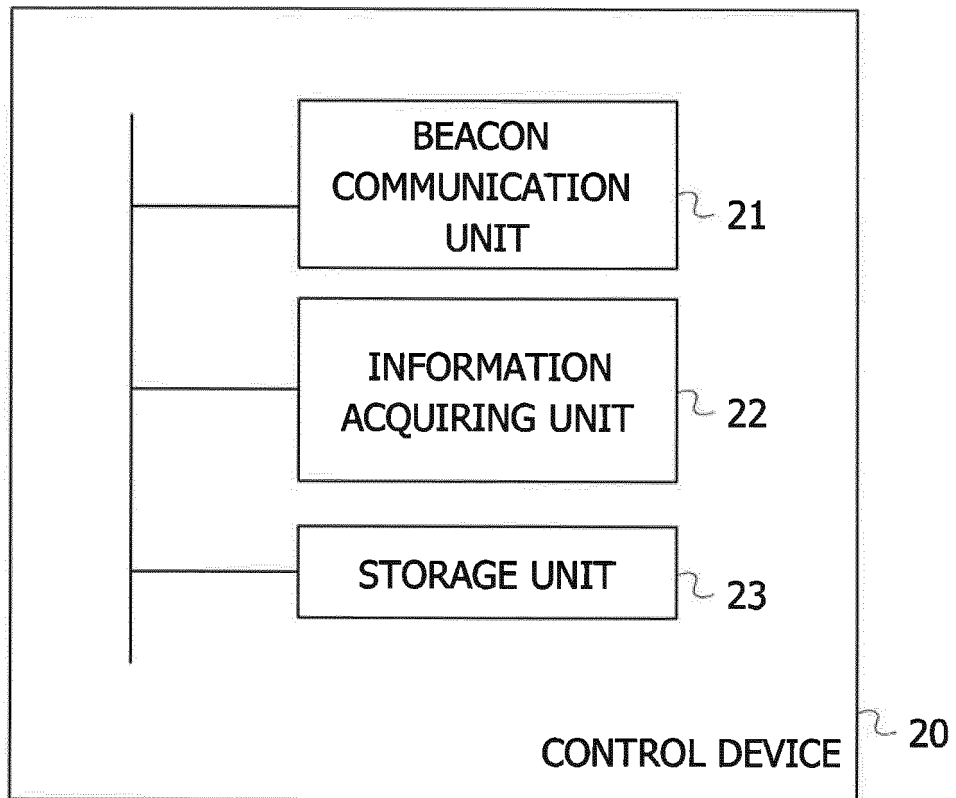 BEACON
COMMUNICATION
UNIT
21
INFORMATION
ACQUIRING UNIT
22
STORAGE UNIT
23
20
CONTROL DEVICE